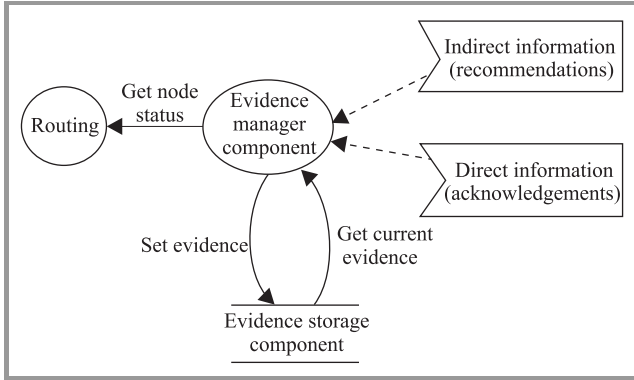 Indirect information
(recommendations)
Get node
status
Evidence
manager
component
Routing
Direct information
(acknowledgements)
Set evidence
Get current
evidence
Evidence storage
component